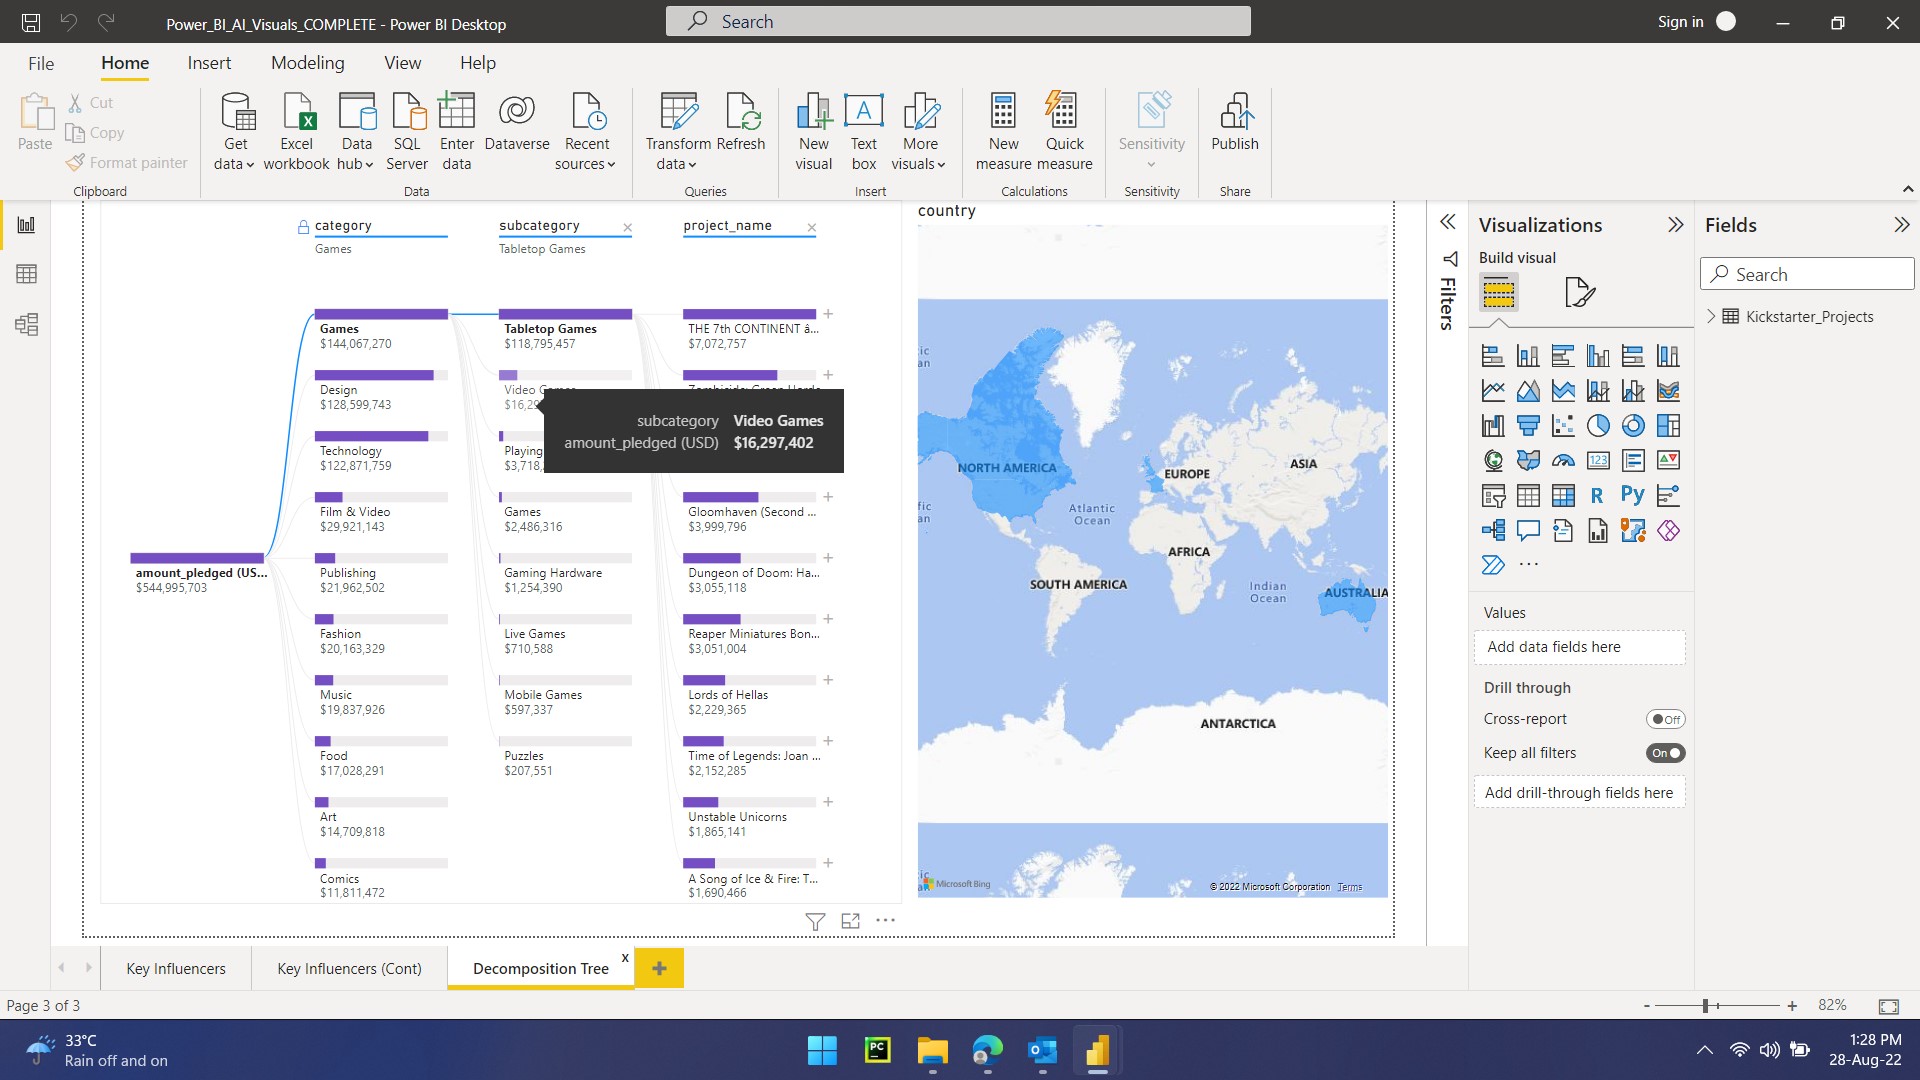 Power_BI_AI_Visuals_COMPLETE - Power BI Desktop
Search
Sign in
File
Home
Insert
Modeling
View
Help
Paste
Cut
Copy
Format painter
Clipboard
Get data
Excel workbook
Data hub
SQL Server
Enter data
Dataverse
Recent sources
Data
Transform data
Refresh
Queries
New visual
Text box
More visuals
Insert
New measure
Quick measure
Calculations
Sensitivity
Sensitivity
Publish
Share
category
Games
subcategory
Tabletop Games
project_name
amount_pledged (US...
$544,995,703
Games
$144,067,270
Design
$128,599,743
Technology
$122,871,759
Film & Video
$29,921,143
Publishing
$21,962,502
Fashion
$20,163,329
Music
$19,837,926
Food
$17,028,291
Art
$14,709,818
Comics
$11,811,472
Tabletop Games
$118,795,457
Video
$16,29
Playing
$3,718,
Games
$2,486,316
Gaming Hardware
$1,254,390
Live Games
$710,588
Mobile Games
$597,337
Puzzles
$207,551
subcategory Video Games
amount_pledged (USD) $16,297,402
THE 7th CONTINENT â...
$7,072,757
Gloomhaven (Second ...
$3,999,796
Dungeon of Doom: Ha...
$3,055,118
Reaper Miniatures Bon...
$3,051,004
Lords of Hellas
$2,229,365
Time of Legends: Joan ...
$2,152,285
Unstable Unicorns
$1,865,141
A Song of Ice & Fire: T...
$1,690,466
country
NORTH AMERICA
EUROPE
ASIA
Atlantic
Ocean
AFRICA
SOUTH AMERICA
Indian
Ocean
AUSTRALIA
ANTARCTICA
Microsoft Bing
© 2022 Microsoft Corporation Terms
Filters
Visualizations
Build visual
123
R
Py
Values
Add data fields here
Drill through
Cross-report
Off
Keep all filters
On
Add drill-through fields here
Fields
Search
Kickstarter_Projects
Key Influencers
Key Influencers (Cont)
Decomposition Tree
x
Page 3 of 3
82%
33°C
Rain off and on
PC
1:28 PM
28-Aug-22